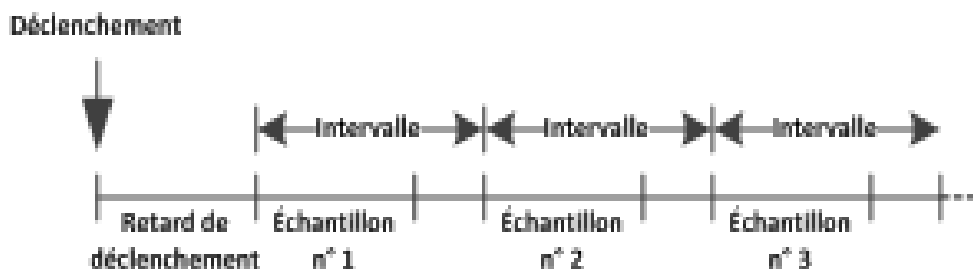 Déclenchement
Intervalle Intervalle Intervalle
Retard de Échantillon Échantillon Échantillon
déclenchement n° 1 n° 2 n° 3